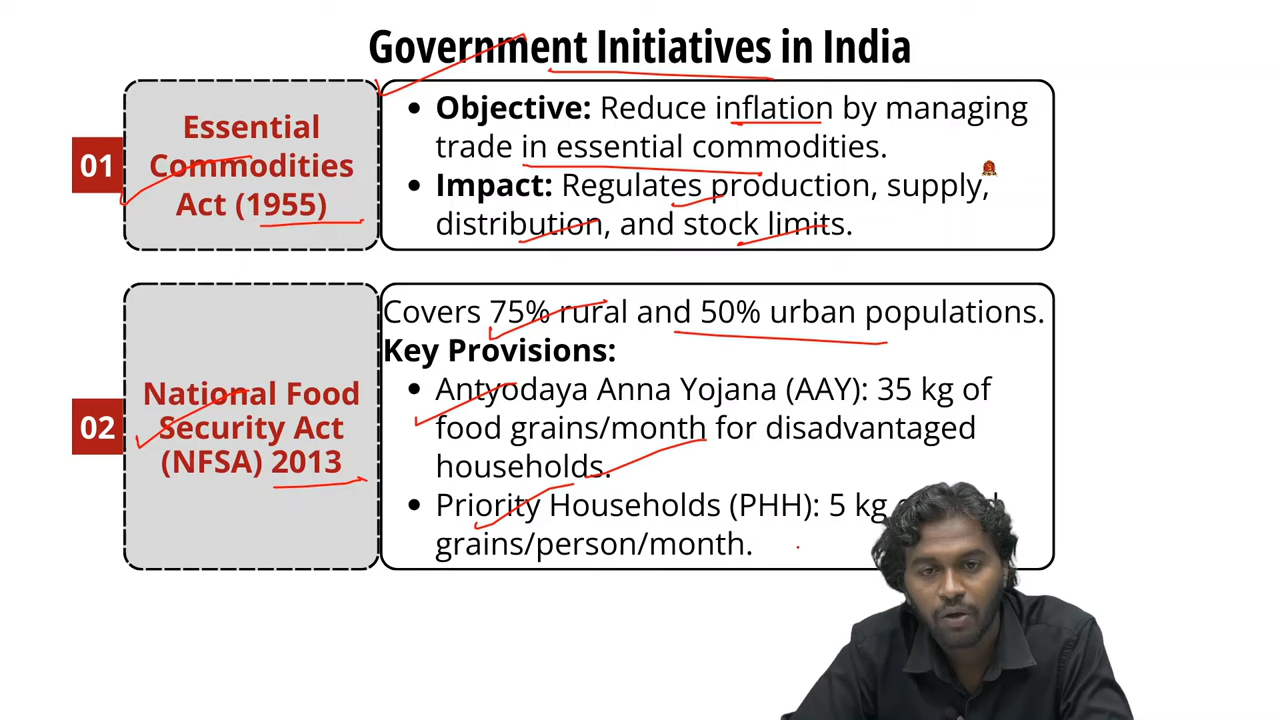 Government Initiatives in India
01
Essential
Commodities
Act (1955)
• Objective: Reduce inflation by managing
trade in essential commodities.
• Impact: Regulates production, supply,
distribution, and stock limits.
02
National Food
Security Act
(NFSA) 2013
Covers 75% rural and 50% urban populations.
Key Provisions:
• Antyodaya Anna Yojana (AAY): 35 kg of
food grains/month for disadvantaged
households.
• Priority Households (PHH): 5 kg
grains/person/month.